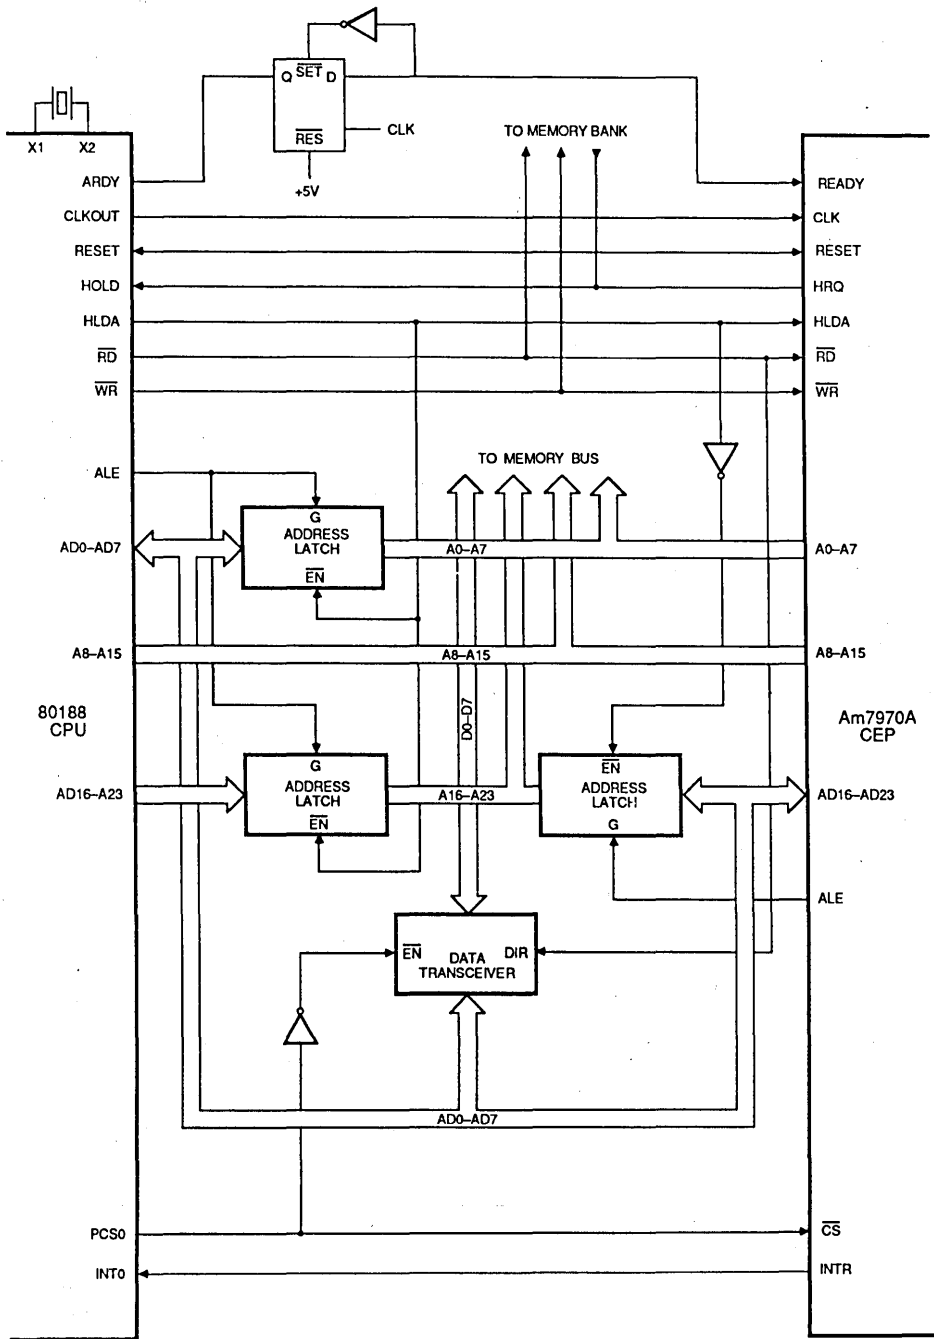 Q SET D
CLK
RES
+5V
TO MEMORY BANK
X1 X2
ARDY
READY
CLKOUT
CLK
RESET
RESET
HOLD
HRQ
HLDA
HLDA
RD
RD
WR
WR
TO MEMORY BUS
ALE
G
ADDRESS
LATCH
EN
AD0–AD7
A0–A7
A0–A7
A8–A15
A8–A15
A8–A15
D0–D7
80188
CPU
Am7970A
CEP
G
ADDRESS
LATCH
EN
AD16–A23
A16–A23
EN
ADDRESS
LATCH
G
AD16–AD23
ALE
EN
DIR
DATA
TRANSCEIVER
AD0–AD7
PCS0
CS
INT0
INTR